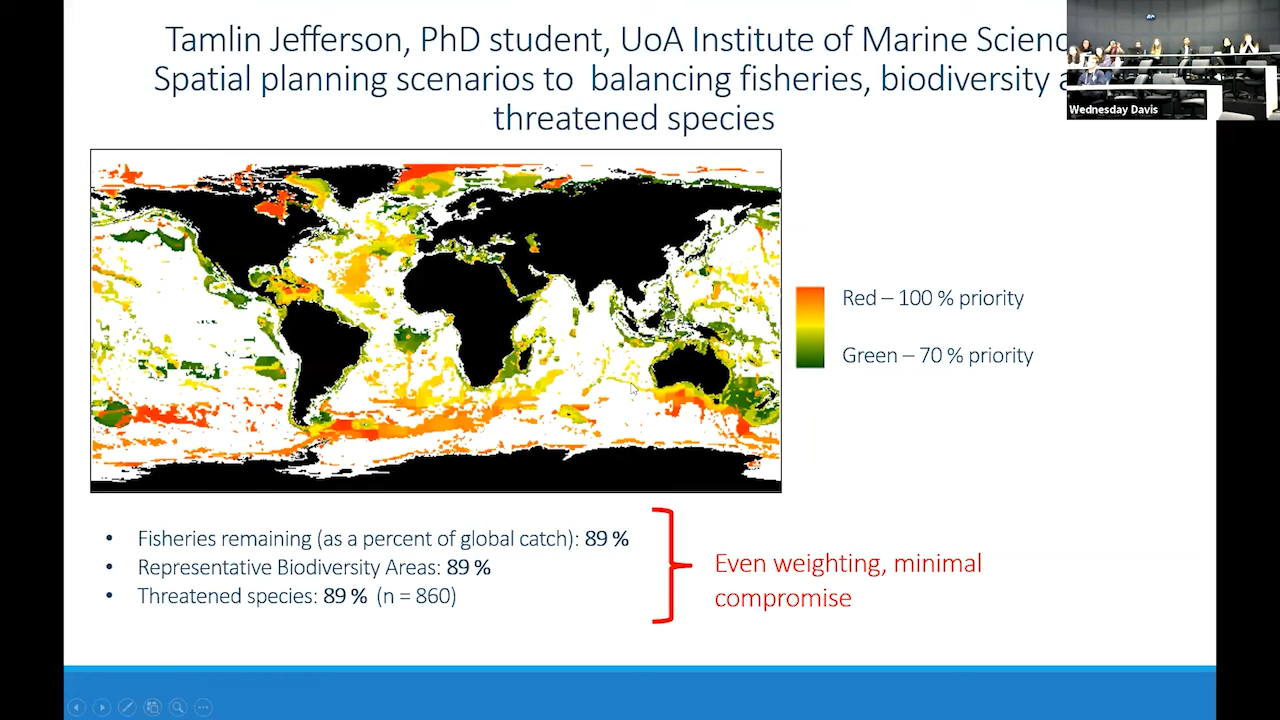 Tamlin Jefferson, PhD student, UoA Institute of Marine Scienc
Spatial planning scenarios to balancing fisheries, biodiversity a
threatened species
Wednesday Davis
Red – 100 % priority
Green – 70 % priority
• Fisheries remaining (as a percent of global catch): 89 %
• Representative Biodiversity Areas: 89 %
• Threatened species: 89 % (n = 860)
Even weighting, minimal
compromise